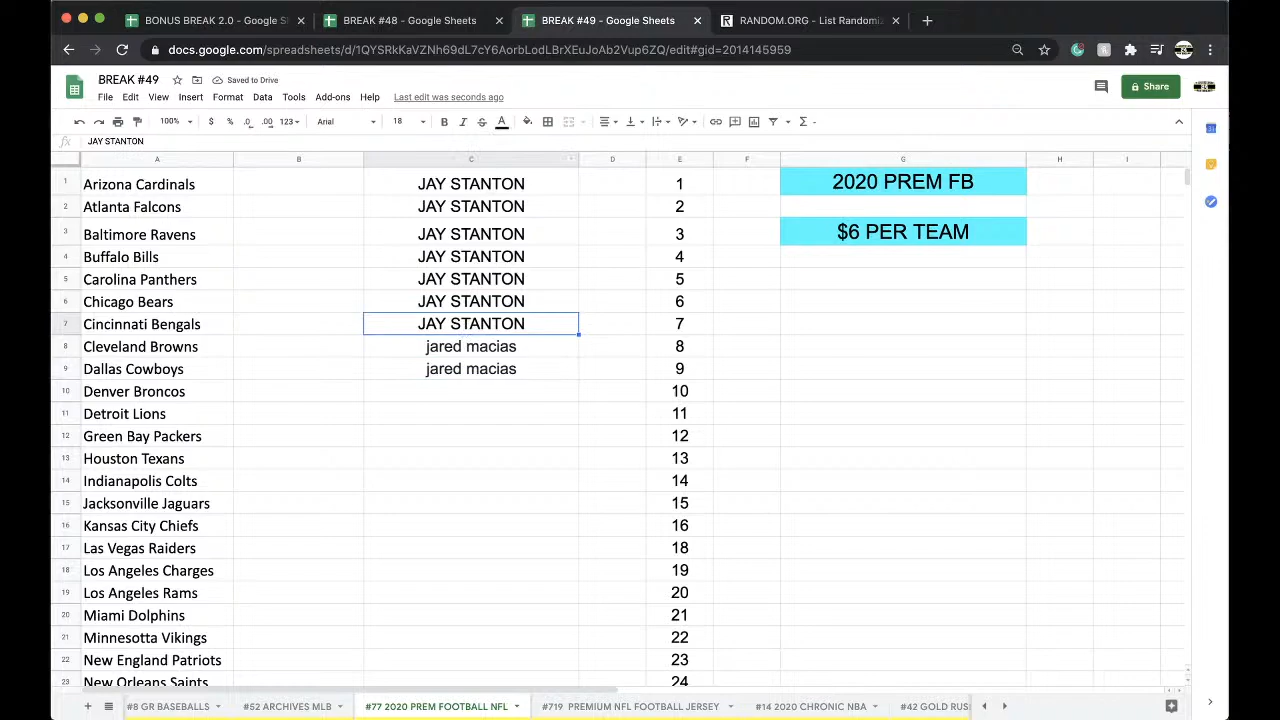 BONUS BREAK 2.0 - Google S
BREAK #48 - Google Sheets
BREAK #49 - Google Sheets
RANDOM.ORG - List Randomi
docs.google.com/spreadsheets/d/1QYSRkKaVZNh69dL7cY6AorbLodLBrXEuJoAb2Vup6ZQ/edit#gid=2014145959
BREAK #49
Saved to Drive
File Edit View Insert Format Data Tools Add-ons Help Last edit was seconds ago
Share
100% $ % .0 .00 123 Arial 18 B I S A
fx JAY STANTON
A B C D E F G H I
1 Arizona Cardinals JAY STANTON 1 2020 PREM FB
2 Atlanta Falcons JAY STANTON 2
3 Baltimore Ravens JAY STANTON 3 $6 PER TEAM
4 Buffalo Bills JAY STANTON 4
5 Carolina Panthers JAY STANTON 5
6 Chicago Bears JAY STANTON 6
7 Cincinnati Bengals JAY STANTON 7
8 Cleveland Browns jared macias 8
9 Dallas Cowboys jared macias 9
10 Denver Broncos 10
11 Detroit Lions 11
12 Green Bay Packers 12
13 Houston Texans 13
14 Indianapolis Colts 14
15 Jacksonville Jaguars 15
16 Kansas City Chiefs 16
17 Las Vegas Raiders 18
18 Los Angeles Charges 19
19 Los Angeles Rams 20
20 Miami Dolphins 21
21 Minnesotta Vikings 22
22 New England Patriots 23
23 New Orleans Saints 24
#8 GR BASEBALLS #52 ARCHIVES MLB #77 2020 PREM FOOTBALL NFL #719 PREMIUM NFL FOOTBALL JERSEY #14 2020 CHRONIC NBA #42 GOLD RUS